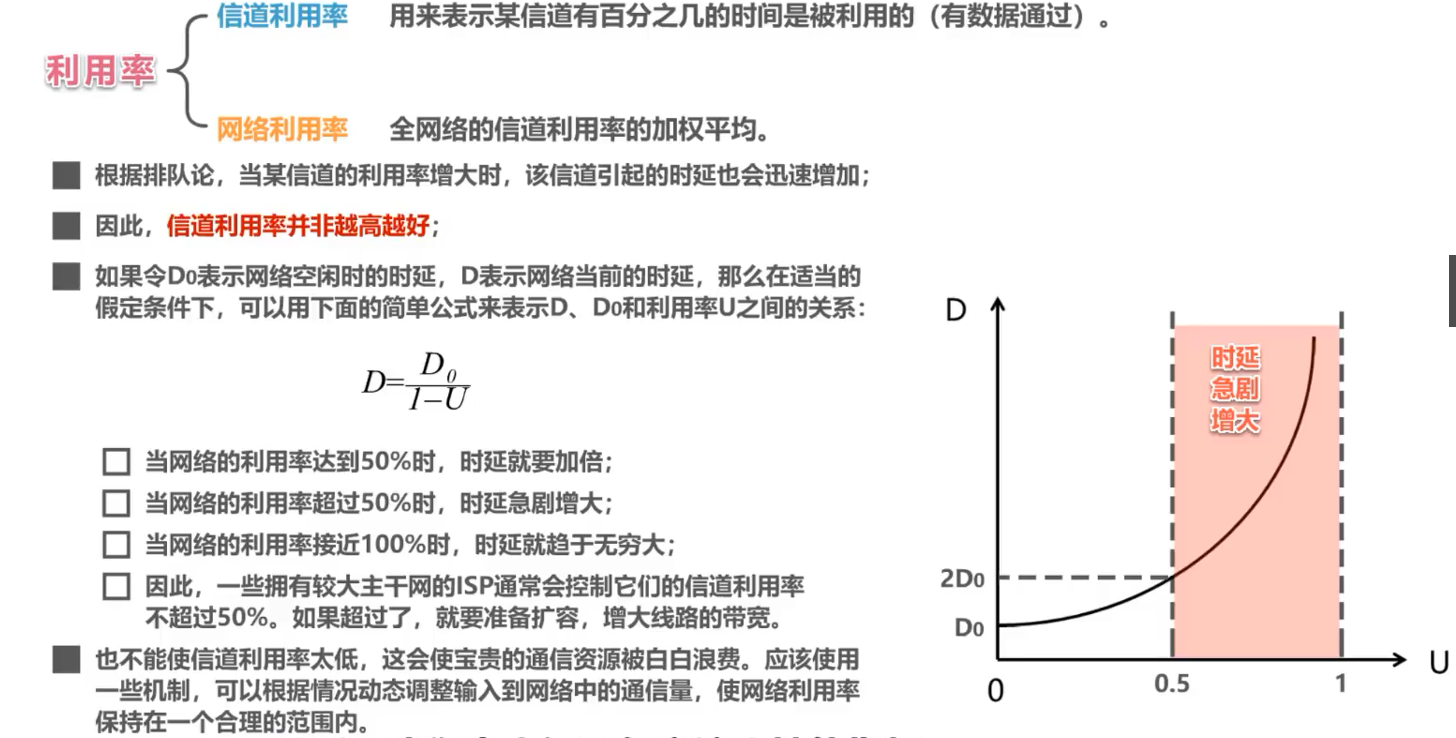 信道利用率 用来表示某信道有百分之几的时间是被利用的（有数据通过）。
利用率
网络利用率 全网络的信道利用率的加权平均。
根据排队论，当某信道的利用率增大时，该信道引起的时延也会迅速增加；
因此，信道利用率并非越高越好；
如果令D₀表示网络空闲时的时延，D表示网络当前的时延，那么在适当的
假定条件下，可以用下面的简单公式来表示D、D₀和利用率U之间的关系：
D=D₀/(1−U)
当网络的利用率达到50%时，时延就要加倍；
当网络的利用率超过50%时，时延急剧增大；
当网络的利用率接近100%时，时延就趋于无穷大；
因此，一些拥有较大主干网的ISP通常会控制它们的信道利用率
不超过50%。如果超过了，就要准备扩容，增大线路的带宽。
也不能使信道利用率太低，这会使宝贵的通信资源被白白浪费。应该使用
一些机制，可以根据情况动态调整输入到网络中的通信量，使网络利用率
保持在一个合理的范围内。
D
时延
急剧
增大
2D₀
D₀
0
0.5
1
U